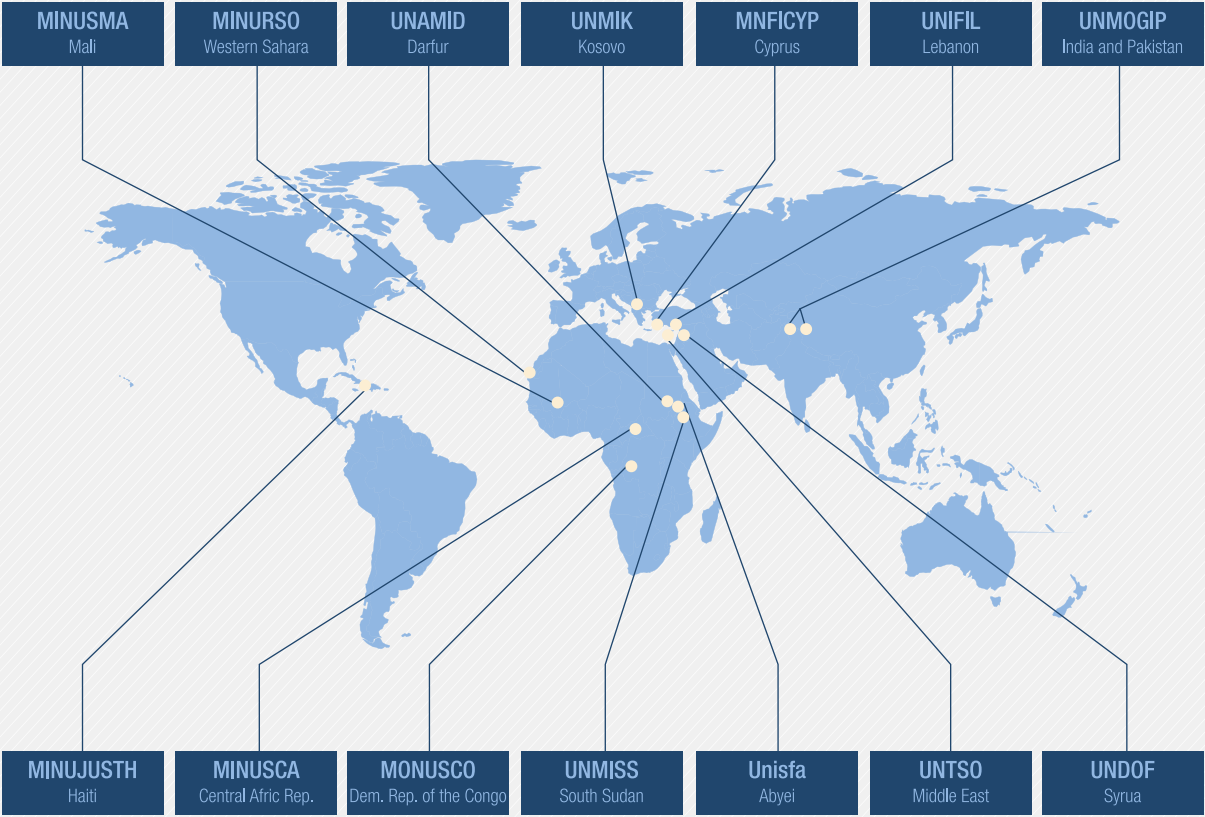 MINUSMA
Mali
MINURSO
Western Sahara
UNAMID
Darfur
UNMIK
Kosovo
MNFICYP
Cyprus
UNIFIL
Lebanon
UNMOGIP
India and Pakistan
MINUJUSTH
Haiti
MINUSCA
Central Afric Rep.
MONUSCO
Dem. Rep. of the Congo
UNMISS
South Sudan
Unisfa
Abyei
UNTSO
Middle East
UNDOF
Syrua